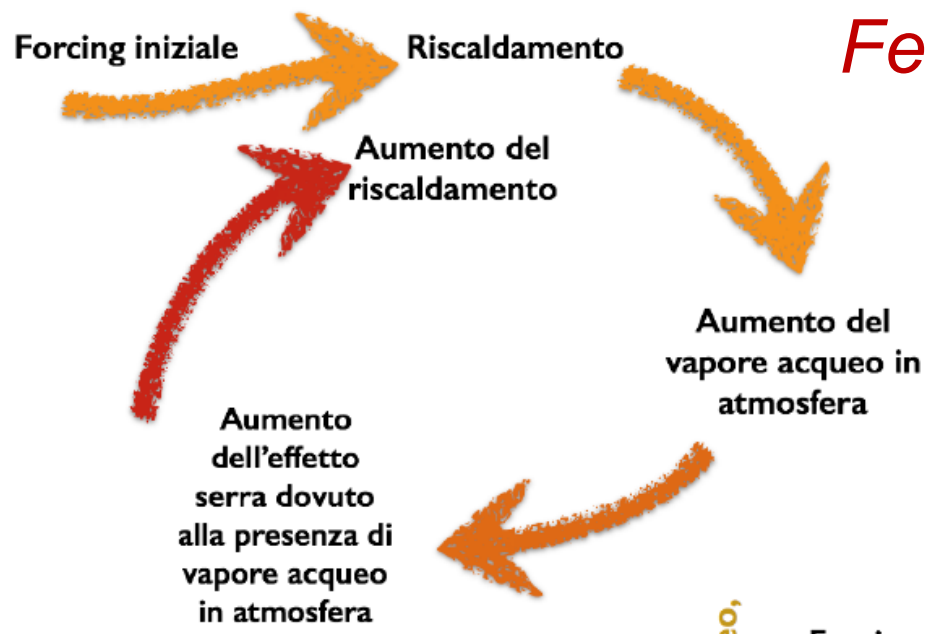 Forcing iniziale
Riscaldamento
Fe
Aumento del
riscaldamento
Aumento del
vapore acqueo in
atmosfera
Aumento
dell'effetto
serra dovuto
alla presenza di
vapore acqueo
in atmosfera
eo,